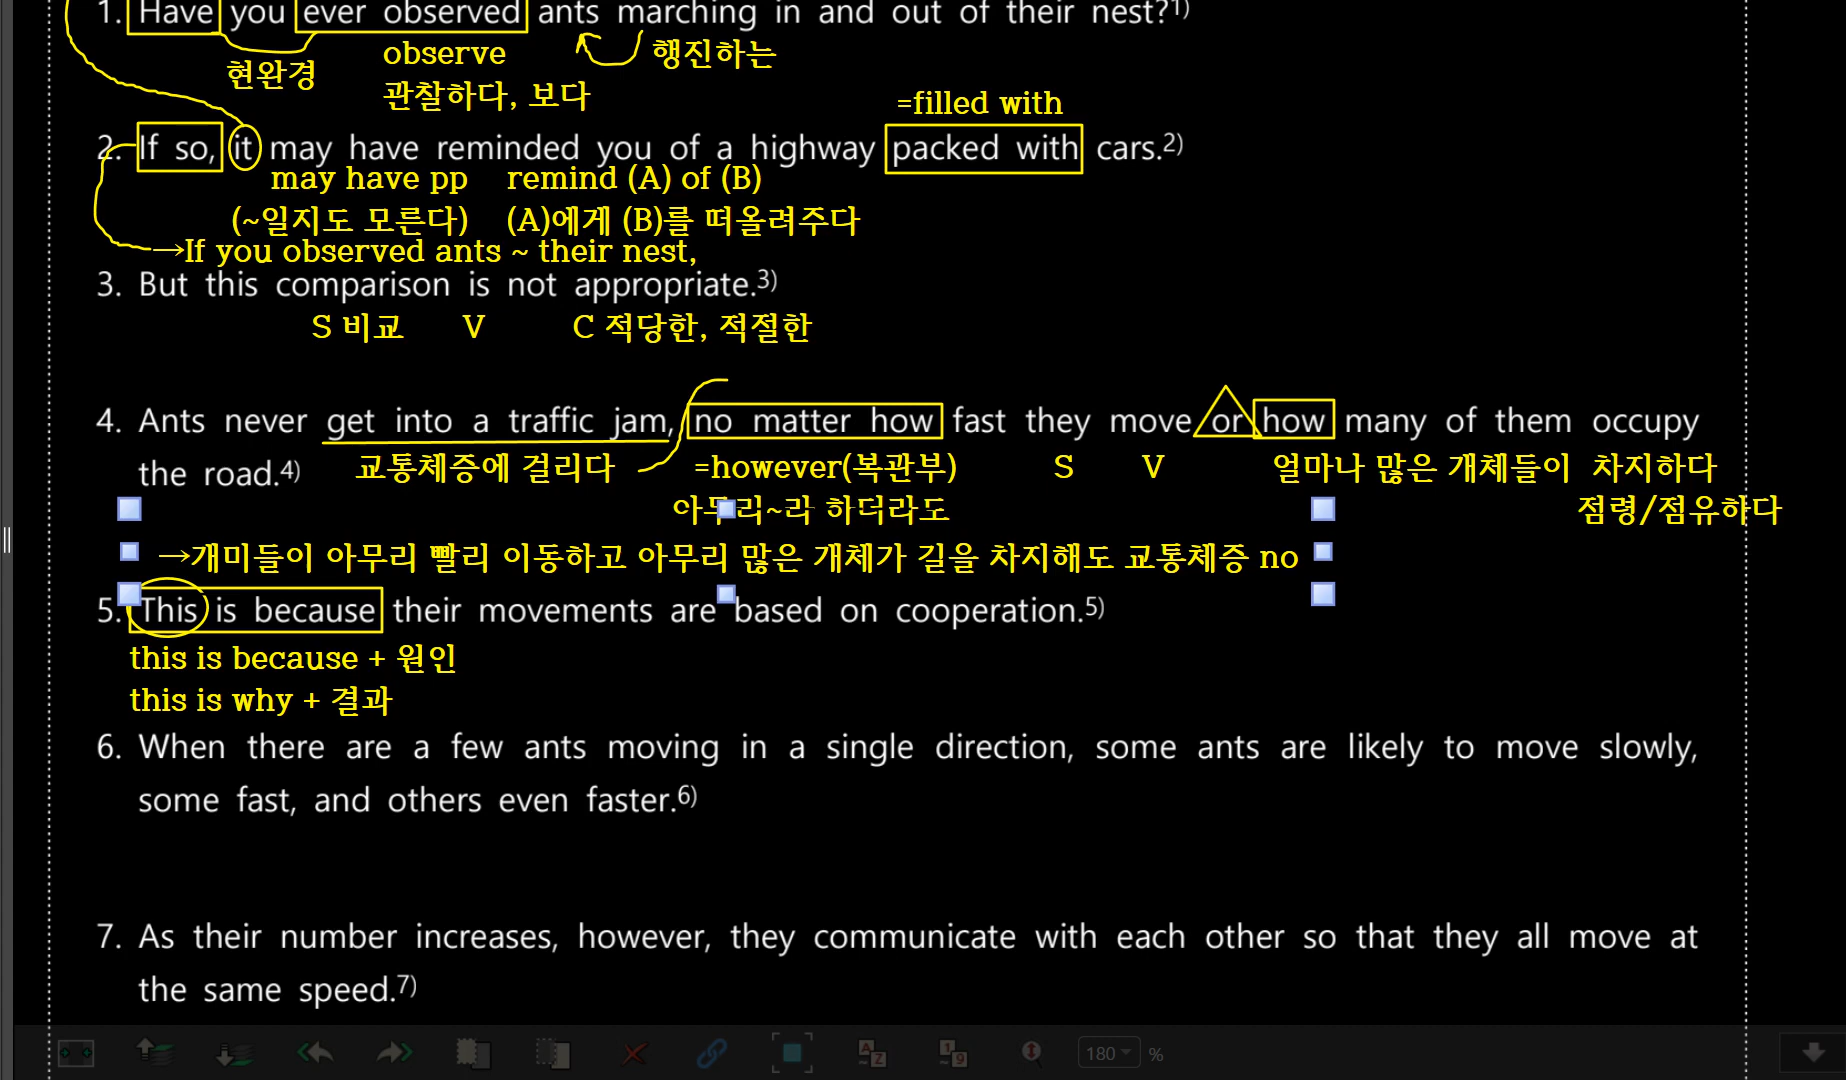 1. Have you ever observed ants marching in and out of their nest?1)
observe 행진하는
현완경
관찰하다, 보다
=filled with
2. If so, it may have reminded you of a highway packed with cars.2)
may have pp remind (A) of (B)
(~일지도 모른다) (A)에게 (B)를 떠올려주다
→If you observed ants ~ their nest,
3. But this comparison is not appropriate.3)
S 비교 V C 적당한, 적절한
4. Ants never get into a traffic jam, no matter how fast they move or how many of them occupy
the road.4) 교통체증에 걸리다 =however(복관부) S V 얼마나 많은 개체들이 차지하다
아무리~라 하더라도 점령/점유하다
→개미들이 아무리 빨리 이동하고 아무리 많은 개체가 길을 차지해도 교통체증 no
5. This is because their movements are based on cooperation.5)
this is because + 원인
this is why + 결과
6. When there are a few ants moving in a single direction, some ants are likely to move slowly,
some fast, and others even faster.6)
7. As their number increases, however, they communicate with each other so that they all move at
the same speed.7)
180 %